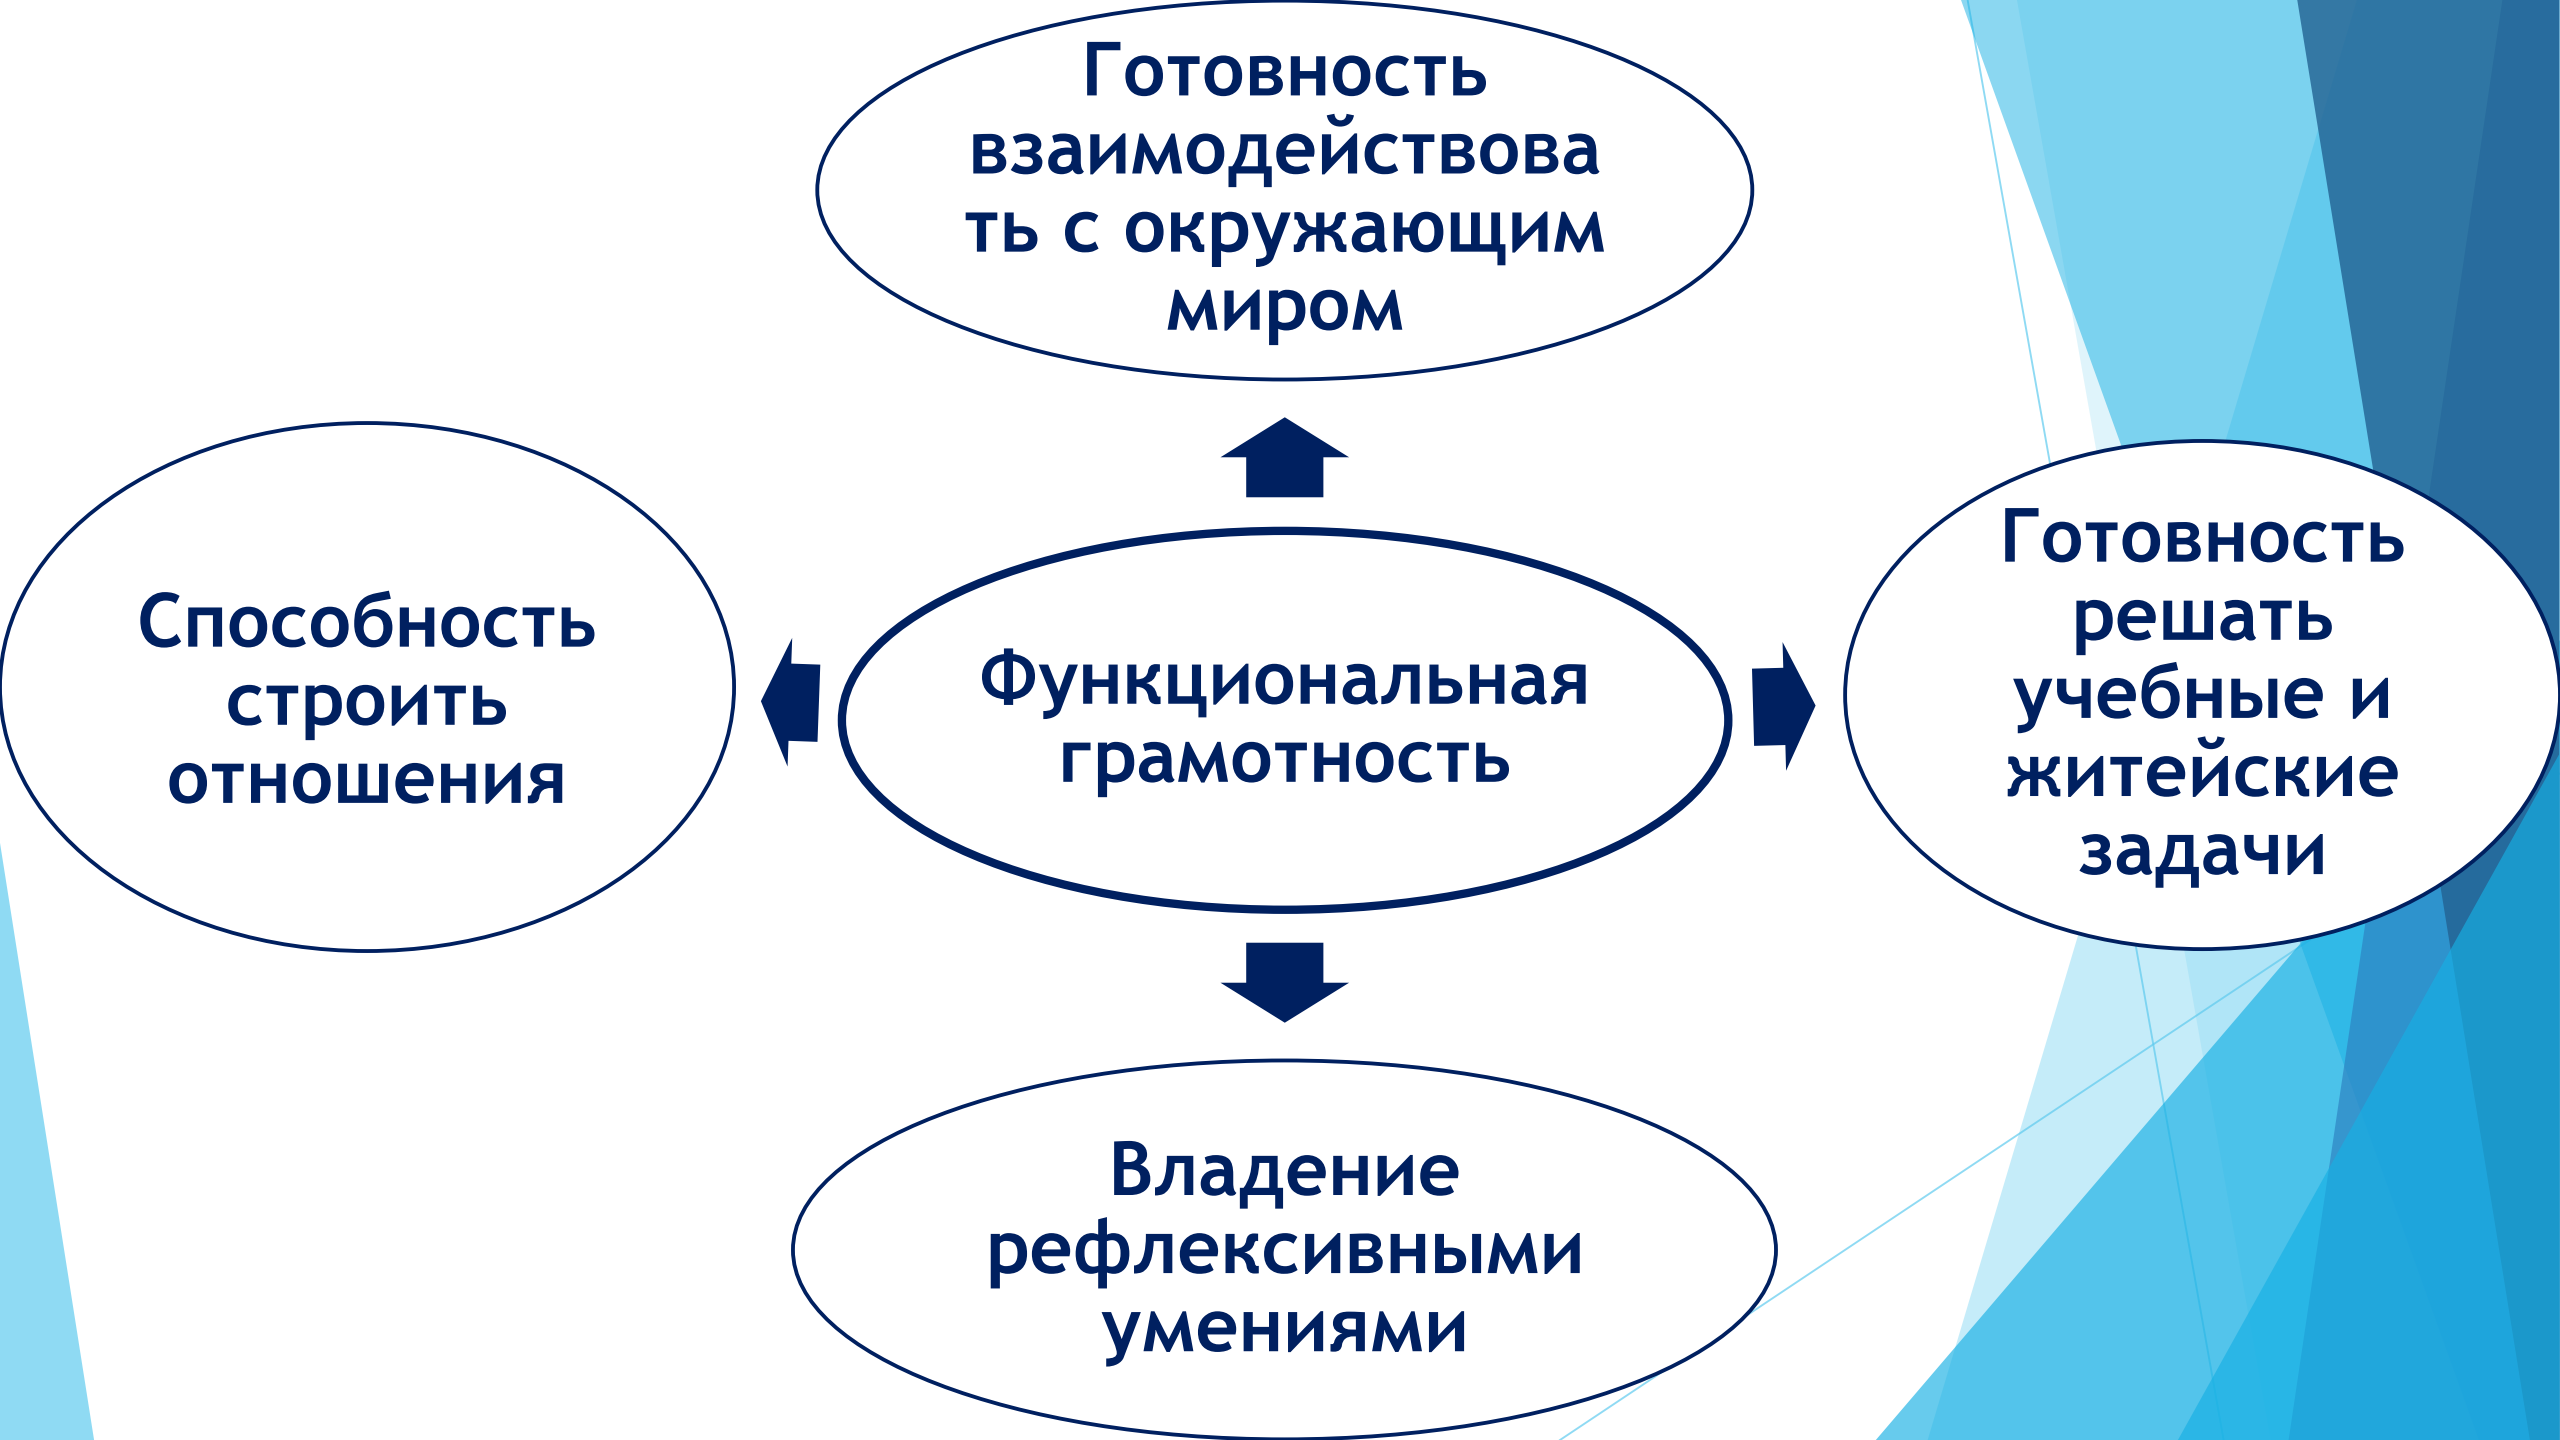 Готовность
взаимодействова
ть с окружающим
миром
Способность
строить
отношения
Функциональная
грамотность
Готовность
решать
учебные и
житейские
задачи
Владение
рефлексивными
умениями